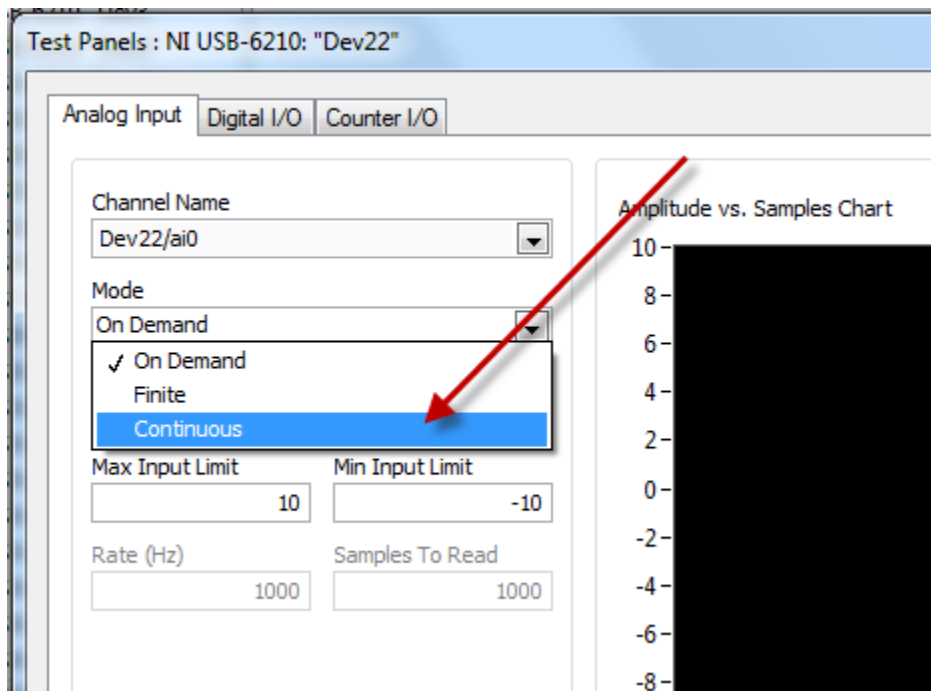 Test Panels : NI USB-6210: "Dev22"
Analog Input
Digital I/O
Counter I/O
Channel Name
Dev22/ai0
Mode
On Demand
✓ On Demand
Finite
Continuous
Max Input Limit
Min Input Limit
10
-10
Rate (Hz)
Samples To Read
1000
1000
Amplitude vs. Samples Chart
10
8
6
4
2
0
-2
-4
-6
-8